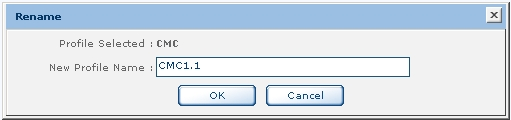 Rename
Profile Selected : CMC
New Profile Name : CMC1.1
OK Cancel